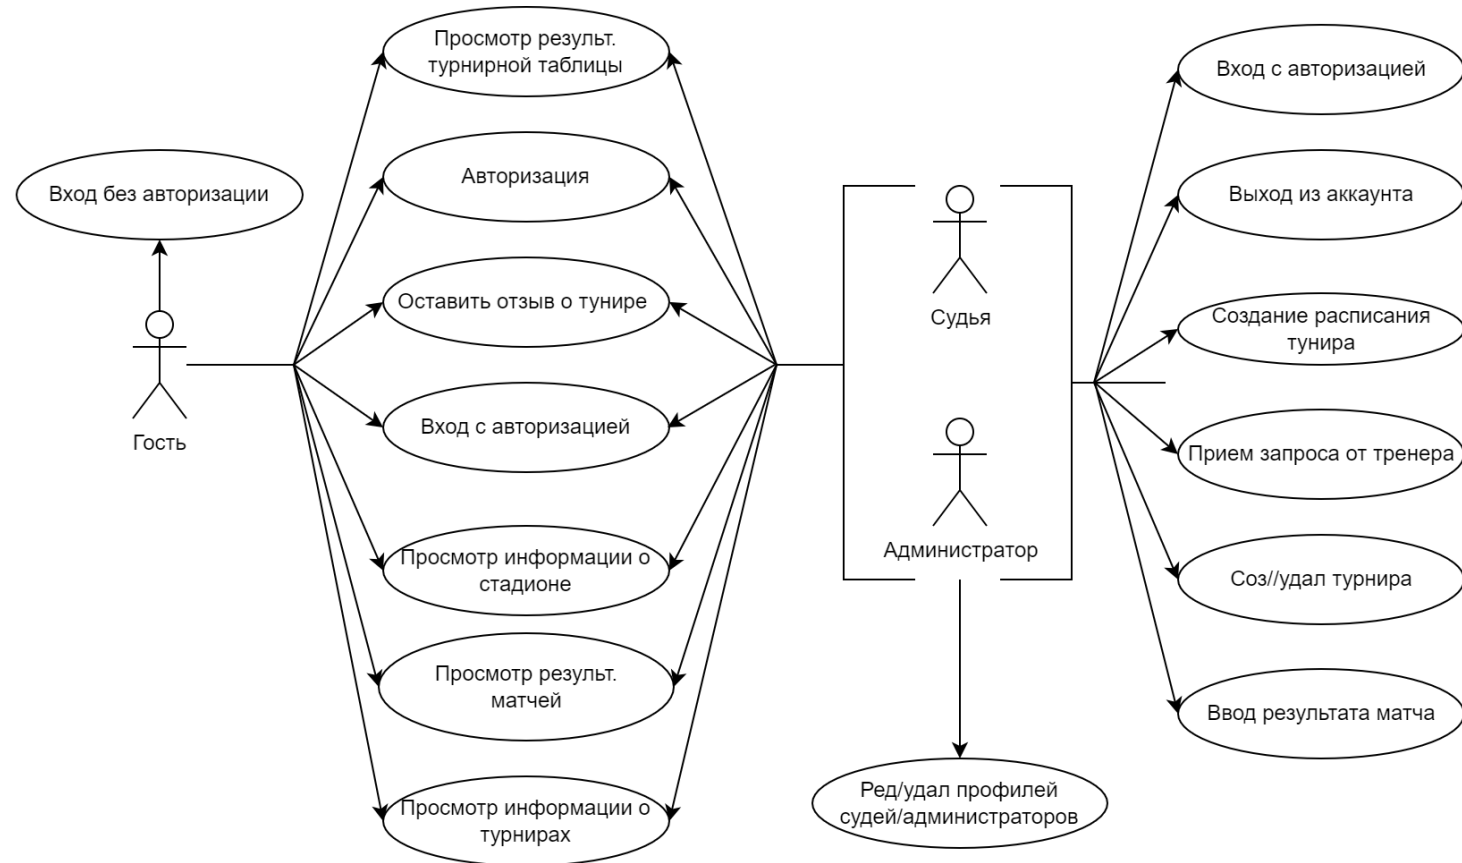 Вход без авторизации
Гость
Просмотр результ.
турнирной таблицы
Авторизация
Оставить отзыв о тунире
Вход с авторизацией
Просмотр информации о
стадионе
Просмотр результ.
матчей
Просмотр информации о
турнирах
Судья
Администратор
Ред/удал профилей
судей/администраторов
Вход с авторизацией
Выход из аккаунта
Создание расписания
тунира
Прием запроса от тренера
Соз//удал турнира
Ввод результата матча